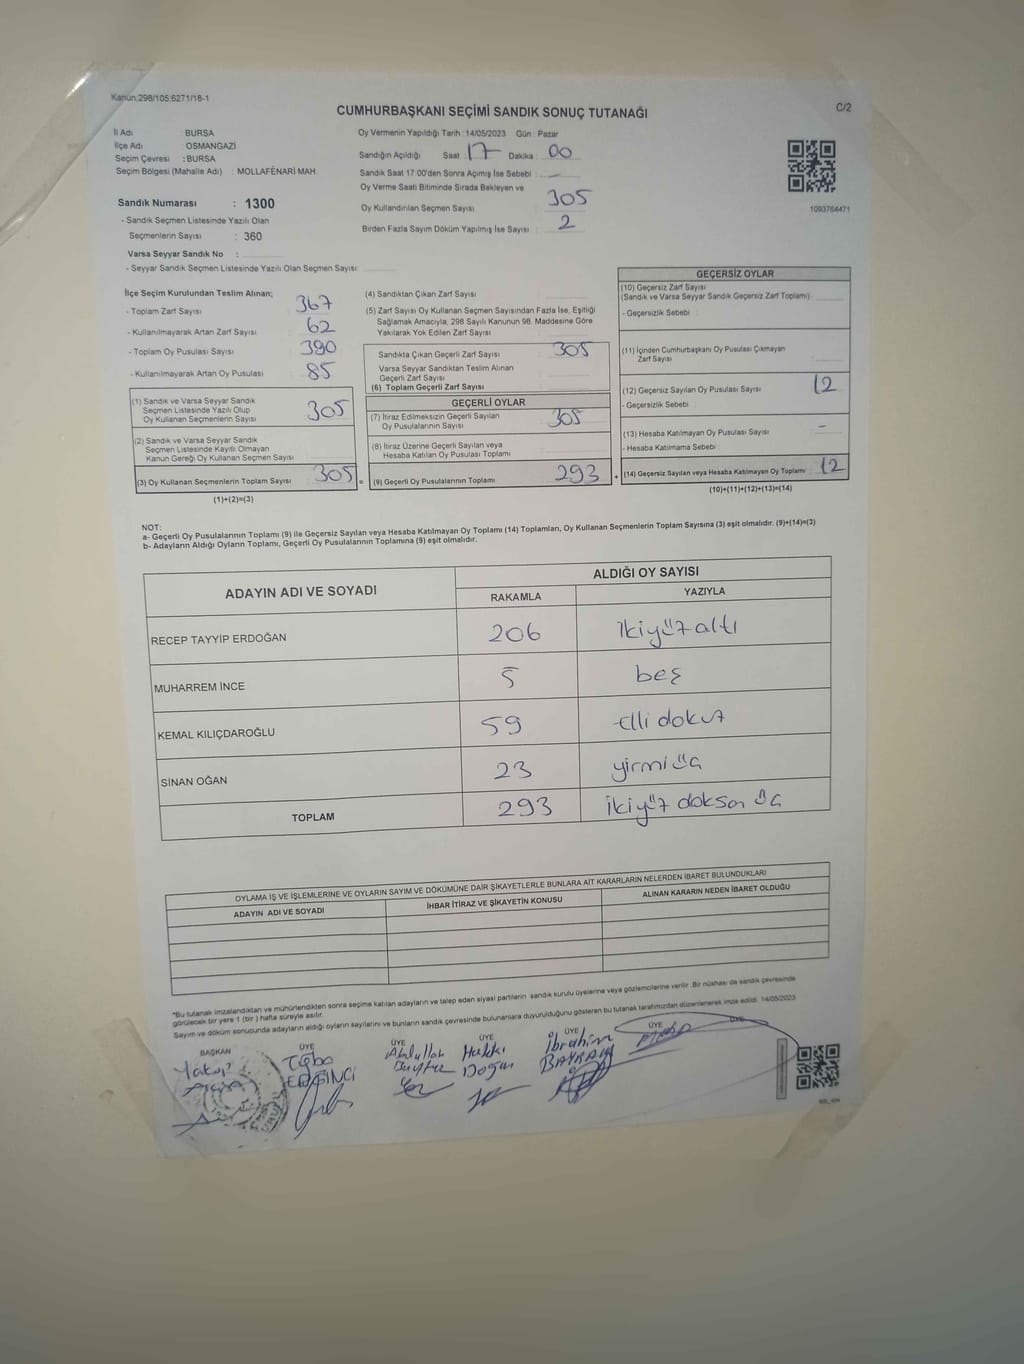 Kanun;298/105;6271/18-1
CUMHURBAŞKANI SEÇİMİ SANDIK SONUÇ TUTANAĞI
C/2
İl Adı : BURSA
İlçe Adı : OSMANGAZİ
Seçim Çevresi : BURSA
Seçim Bölgesi (Mahalle Adı) : MOLLAFENARİ MAH.
Sandık Numarası : 1300
- Sandık Seçmen Listesinde Yazılı Olan
Seçmenlerin Sayısı : 360
Varsa Seyyar Sandık No :
- Seyyar Sandık Seçmen Listesinde Yazılı Olan Seçmen Sayısı:
Oy Vermenin Yapıldığı Tarih :14/05/2023 Gün : Pazar
Sandığın Açıldığı Saat : 17 Dakika : 00
Sandık Saat 17:00'den Sonra Açımış İse Sebebi : —
Oy Verme Saati Bitiminde Sırada Bekleyen ve
Oy Kullandırılan Seçmen Sayısı : 305
Birden Fazla Sayım Döküm Yapılmış İse Sayısı : 2
1093764471
İlçe Seçim Kurulundan Teslim Alınan;
- Toplam Zarf Sayısı : 367
- Kullanılmayarak Artan Zarf Sayısı : 62
- Toplam Oy Pusulası Sayısı : 390
- Kullanılmayarak Artan Oy Pusulası : 85
(1) Sandık ve Varsa Seyyar Sandık
Seçmen Listesinde Yazılı Olup
Oy Kullanan Seçmenlerin Sayısı : 305
(2) Sandık ve Varsa Seyyar Sandık
Seçmen Listesinde Kayıtlı Olmayan
Kanun Gereği Oy Kullanan Seçmen Sayısı :
(3) Oy Kullanan Seçmenlerin Toplam Sayısı : 305
(1)+(2)=(3)
(4) Sandıktan Çıkan Zarf Sayısı :
(5) Zarf Sayısı Oy Kullanan Seçmen Sayısından Fazla İse, Eşitliği
Sağlamak Amacıyla, 298 Sayılı Kanunun 98. Maddesine Göre
Yakılarak Yok Edilen Zarf Sayısı :
Sandıkta Çıkan Geçerli Zarf Sayısı : 305
Varsa Seyyar Sandıktan Teslim Alınan
Geçerli Zarf Sayısı :
(6) Toplam Geçerli Zarf Sayısı :
GEÇERLİ OYLAR
(7) İtiraz Edilmeksizin Geçerli Sayılan
Oy Pusulalarının Sayısı : 305
(8) İtiraz Üzerine Geçerli Sayılan veya
Hesaba Katılan Oy Pusulası Toplamı :
= (9) Geçerli Oy Pusulalarının Toplamı : 293
GEÇERSİZ OYLAR
(10) Geçersiz Zarf Sayısı
(Sandık ve Varsa Seyyar Sandık Geçersiz Zarf Toplamı) :
- Geçersizlik Sebebi :
(11) İçinden Cumhurbaşkanı Oy Pusulası Çıkmayan
Zarf Sayısı :
(12) Geçersiz Sayılan Oy Pusulası Sayısı : 12
- Geçersizlik Sebebi :
(13) Hesaba Katılmayan Oy Pusulası Sayısı : –
- Hesaba Katılmama Sebebi :
+ (14) Geçersiz Sayılan veya Hesaba Katılmayan Oy Toplamı : 12
(10)+(11)+(12)+(13)=(14)
NOT:
a- Geçerli Oy Pusulalarının Toplamı (9) ile Geçersiz Sayılan veya Hesaba Katılmayan Oy Toplamı (14) Toplamları, Oy Kullanan Seçmenlerin Toplam Sayısına (3) eşit olmalıdır. (9)+(14)=(3)
b- Adayların Aldığı Oyların Toplamı, Geçerli Oy Pusulalarının Toplamına (9) eşit olmalıdır.
ADAYIN ADI VE SOYADI ALDIĞI OY SAYISI
RAKAMLA YAZIYLA
RECEP TAYYİP ERDOĞAN 206 ikiyüz altı
MUHARREM İNCE 5 beş
KEMAL KILIÇDAROĞLU 59 elli dokuz
SİNAN OĞAN 23 yirmi üç
TOPLAM 293 ikiyüz doksan üç
OYLAMA İŞ VE İŞLEMLERİNE VE OYLARIN SAYIM VE DÖKÜMÜNE DAİR ŞİKAYETLERLE BUNLARA AİT KARARLARIN NELERDEN İBARET BULUNDUKLARI
ADAYIN ADI VE SOYADI İHBAR İTİRAZ VE ŞİKAYETİN KONUSU ALINAN KARARIN NEDEN İBARET OLDUĞU
*Bu tutanak imzalandıktan ve mühürlendikten sonra seçime katılan adayların ve talep eden siyasi partilerin sandık kurulu üyelerine veya gözlemcilerine verilir. Bir nüshası da sandık çevresinde
görülecek bir yere 1 (bir ) hafta süreyle asılır.
Sayım ve döküm sonucunda adayların aldığı oyların sayılarını ve bunların sandık çevresinde bulunanlara duyurulduğunu gösteren bu tutanak tarafımızdan düzenlenerek imza edildi. 14/05/2023
BAŞKAN ÜYE ÜYE ÜYE ÜYE ÜYE ÜYE
Yakup
Tuğba
Abdullah
Hakkı Doğan
İbrahim BAYRAM